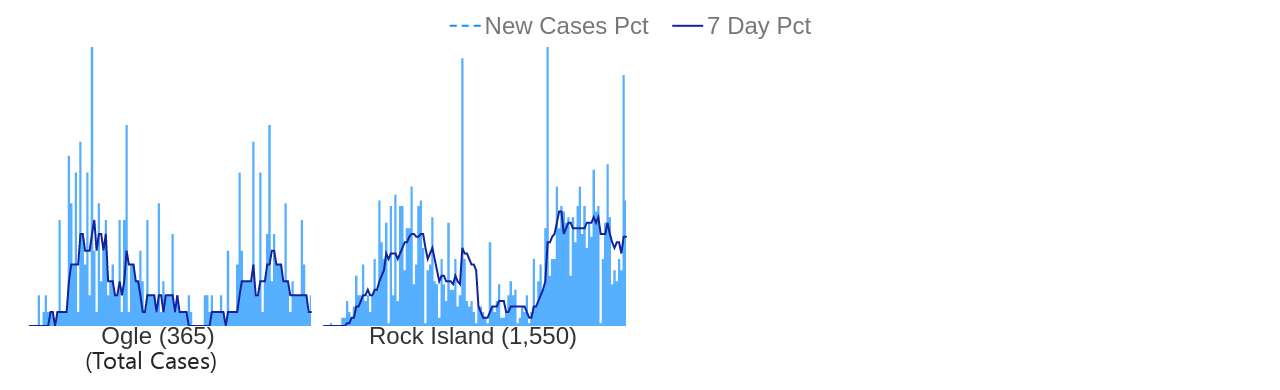 New Cases Pct 7 Day Pct
Ogle (365) Rock Island (1,550)
(Total Cases)